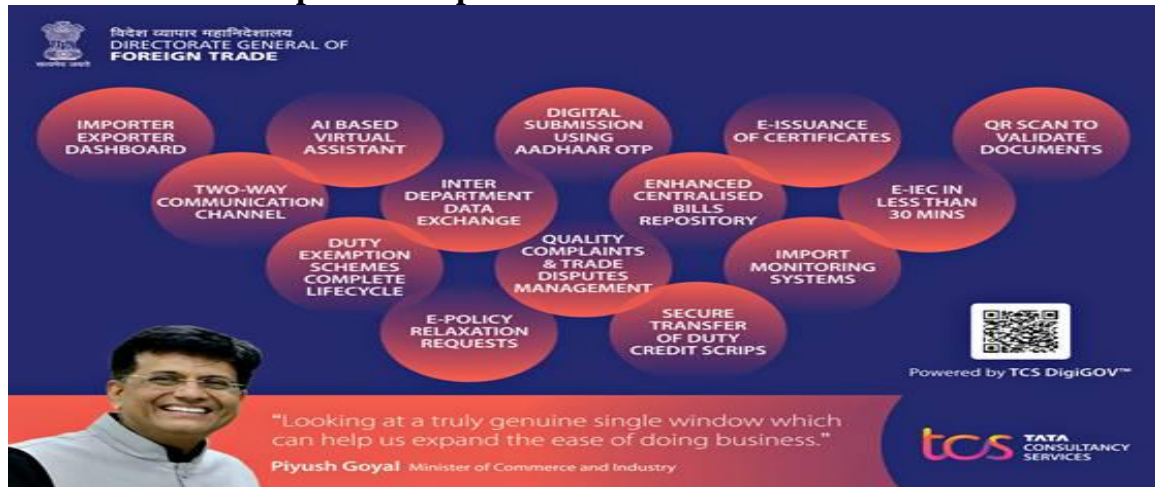 विदेश व्यापार महानिदेशालय
DIRECTORATE GENERAL OF
FOREIGN TRADE
सत्यमेव जयते
IMPORTER
EXPORTER
DASHBOARD
AI BASED
VIRTUAL
ASSISTANT
DIGITAL
SUBMISSION
USING
AADHAAR OTP
E-ISSUANCE
OF CERTIFICATES
QR SCAN TO
VALIDATE
DOCUMENTS
TWO-WAY
COMMUNICATION
CHANNEL
INTER
DEPARTMENT
DATA
EXCHANGE
ENHANCED
CENTRALISED
BILLS
REPOSITORY
E-IEC IN
LESS THAN
30 MINS
DUTY
EXEMPTION
SCHEMES
COMPLETE
LIFECYCLE
QUALITY
COMPLAINTS
& TRADE
DISPUTES
MANAGEMENT
IMPORT
MONITORING
SYSTEMS
E-POLICY
RELAXATION
REQUESTS
SECURE
TRANSFER
OF DUTY
CREDIT SCRIPS
Powered by TCS DigiGOV™
"Looking at a truly genuine single window which
can help us expand the ease of doing business."
Piyush Goyal Minister of Commerce and Industry
tcs
TATA
CONSULTANCY
SERVICES